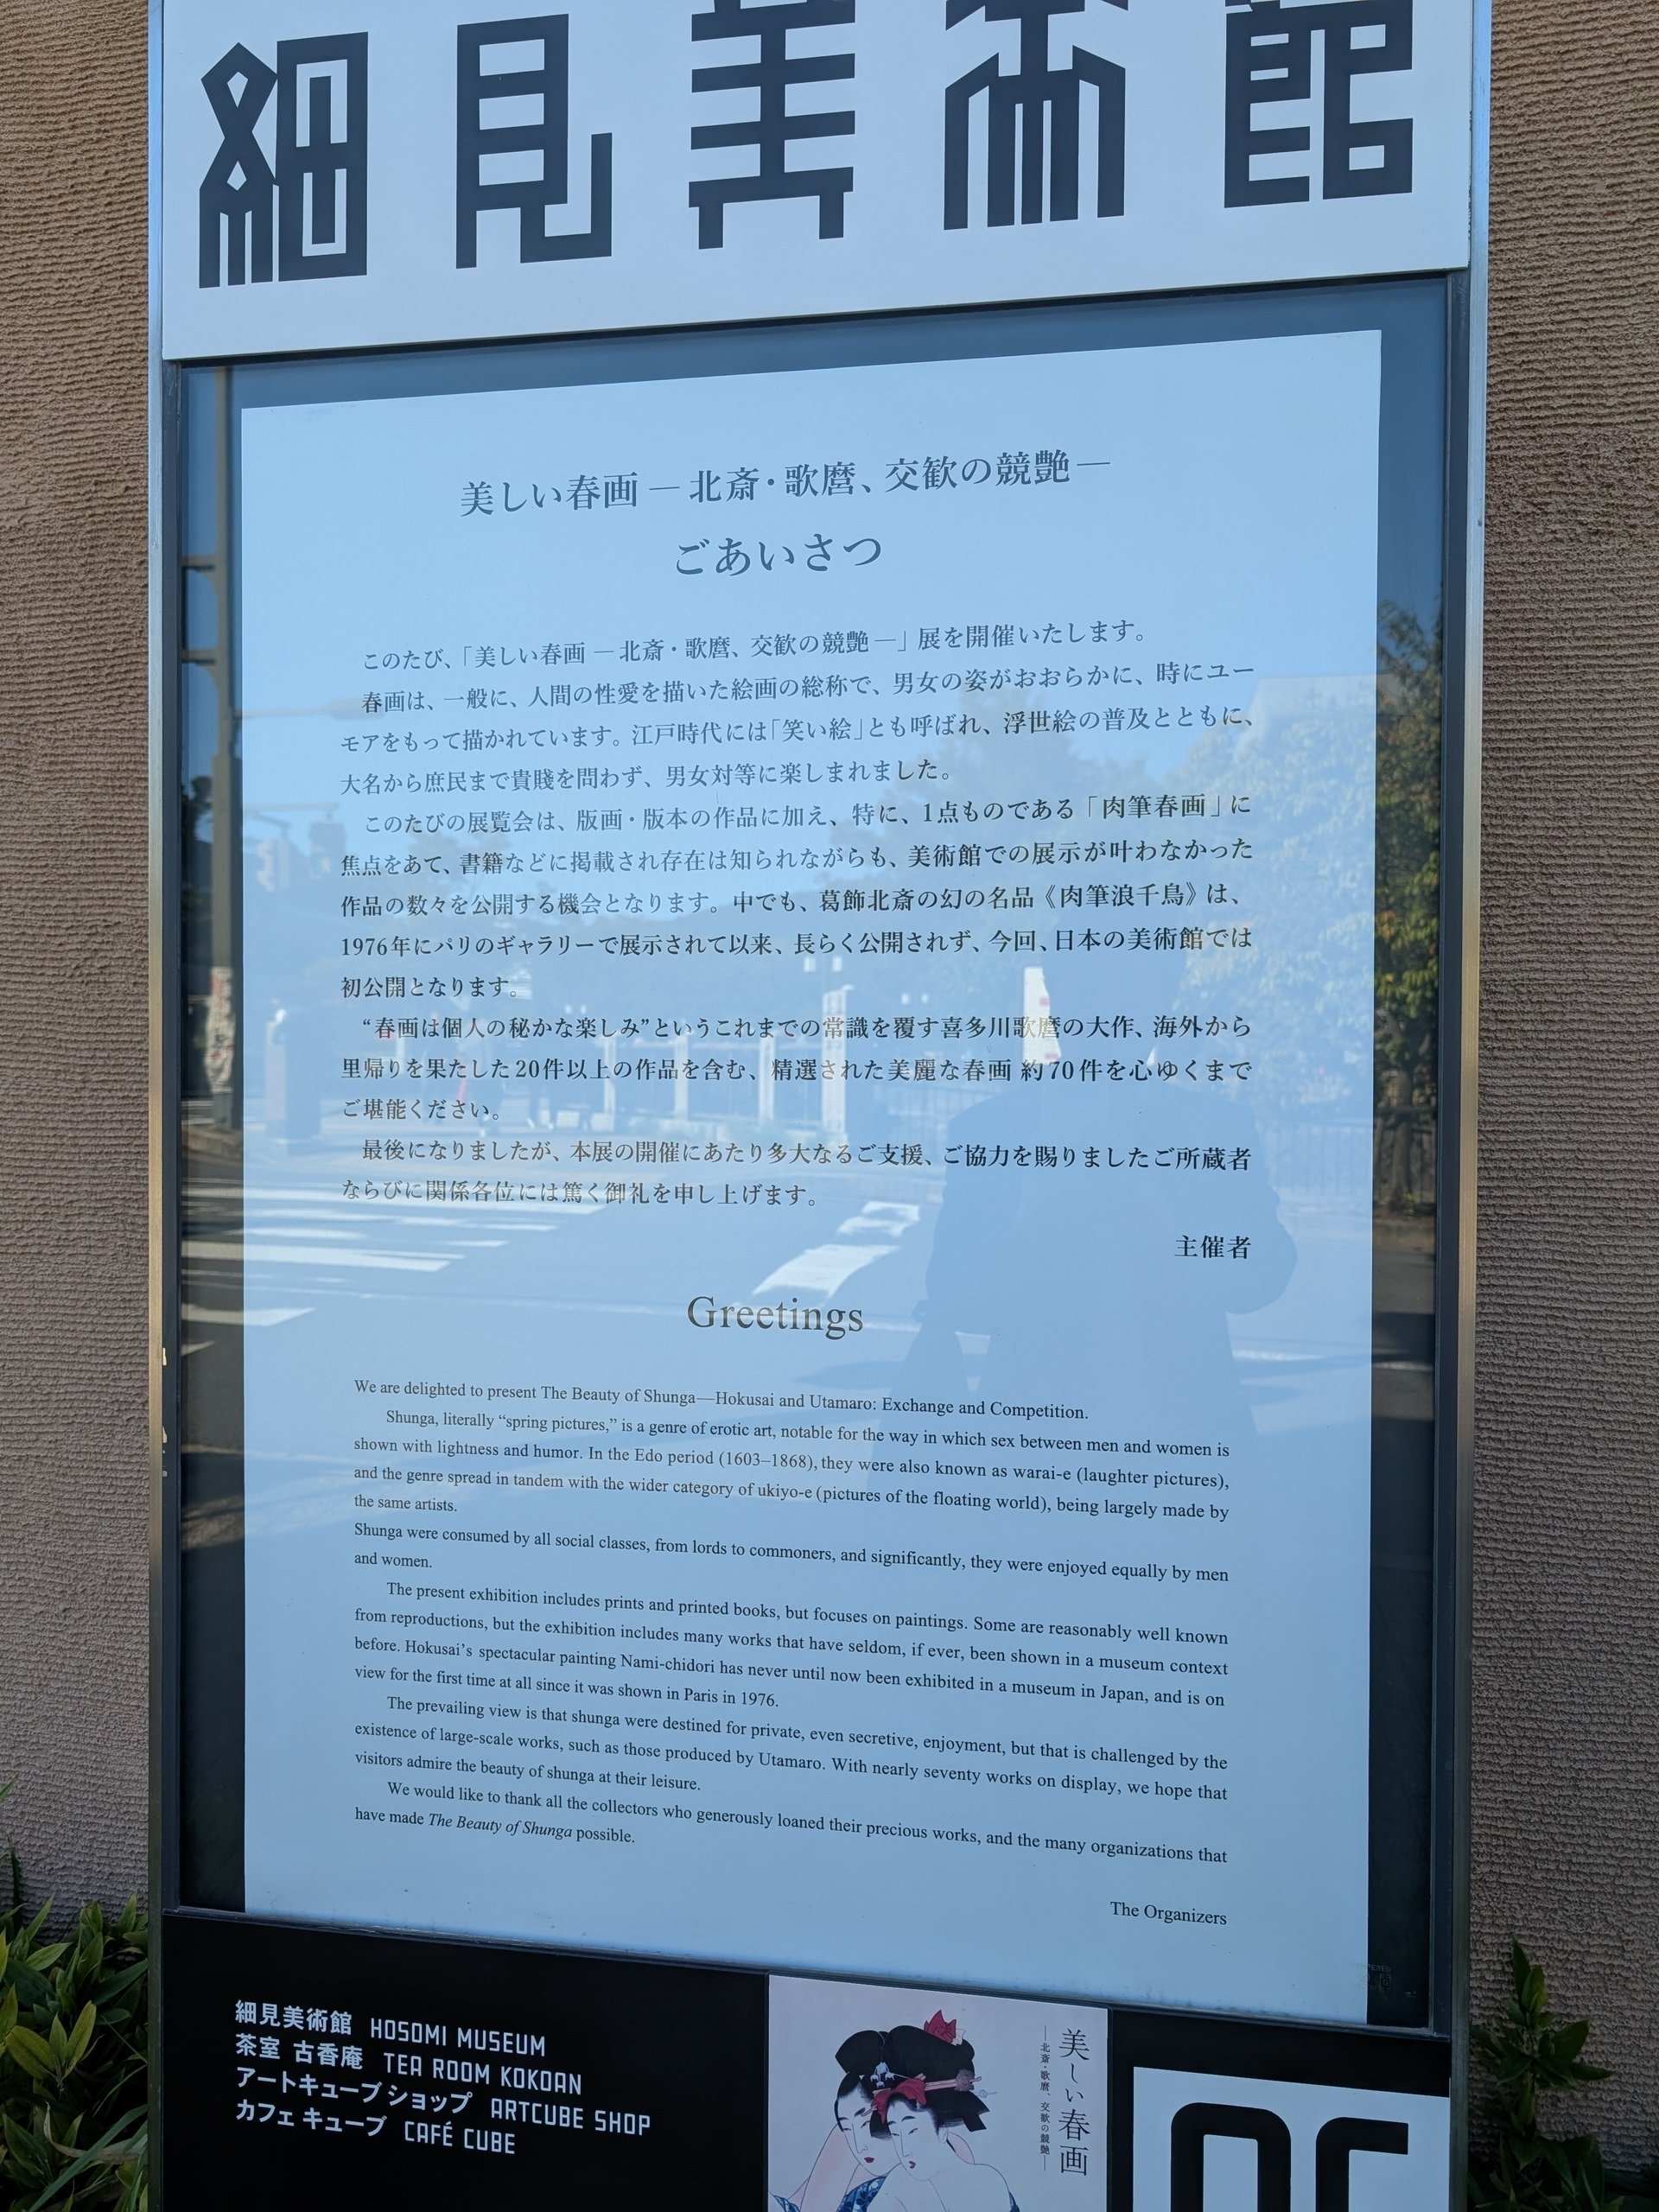 細見美術館
美しい春画 ― 北斎・歌麿、交歓の競艶 ―
ごあいさつ
このたび、「美しい春画 ― 北斎・歌麿、交歓の競艶 ―」展を開催いたします。
春画は、一般に、人間の性愛を描いた絵画の総称で、男女の姿がおおらかに、時にユー
モアをもって描かれています。江戸時代には「笑い絵」とも呼ばれ、浮世絵の普及とともに、
大名から庶民まで貴賤を問わず、男女対等に楽しまれました。
このたびの展覧会は、版画・版本の作品に加え、特に、1点ものである「肉筆春画」に
焦点をあて、書籍などに掲載され存在は知られながらも、美術館での展示が叶わなかった
作品の数々を公開する機会となります。中でも、葛飾北斎の幻の名品《肉筆浪千鳥》は、
1976年にパリのギャラリーで展示されて以来、長らく公開されず、今回、日本の美術館では
初公開となります。
“春画は個人の秘かな楽しみ”というこれまでの常識を覆す喜多川歌麿の大作、海外から
里帰りを果たした20件以上の作品を含む、精選された美麗な春画 約70件を心ゆくまで
ご堪能ください。
最後になりましたが、本展の開催にあたり多大なるご支援、ご協力を賜りましたご所蔵者
ならびに関係各位には篤く御礼を申し上げます。
主催者
Greetings
We are delighted to present The Beauty of Shunga—Hokusai and Utamaro: Exchange and Competition.
Shunga, literally “spring pictures,” is a genre of erotic art, notable for the way in which sex between men and women is
shown with lightness and humor. In the Edo period (1603–1868), they were also known as warai-e (laughter pictures),
and the genre spread in tandem with the wider category of ukiyo-e (pictures of the floating world), being largely made by
the same artists.
Shunga were consumed by all social classes, from lords to commoners, and significantly, they were enjoyed equally by men
and women.
The present exhibition includes prints and printed books, but focuses on paintings. Some are reasonably well known
from reproductions, but the exhibition includes many works that have seldom, if ever, been shown in a museum context
before. Hokusai’s spectacular painting Nami-chidori has never until now been exhibited in a museum in Japan, and is on
view for the first time at all since it was shown in Paris in 1976.
The prevailing view is that shunga were destined for private, even secretive, enjoyment, but that is challenged by the
existence of large-scale works, such as those produced by Utamaro. With nearly seventy works on display, we hope that
visitors admire the beauty of shunga at their leisure.
We would like to thank all the collectors who generously loaned their precious works, and the many organizations that
have made The Beauty of Shunga possible.
The Organizers
細見美術館 HOSOMI MUSEUM
茶室 古香庵 TEA ROOM KOKOAN
アートキューブ ショップ ARTCUBE SHOP
カフェ キューブ CAFÉ CUBE
美しい春画
―北斎・歌麿、交歓の競艶―